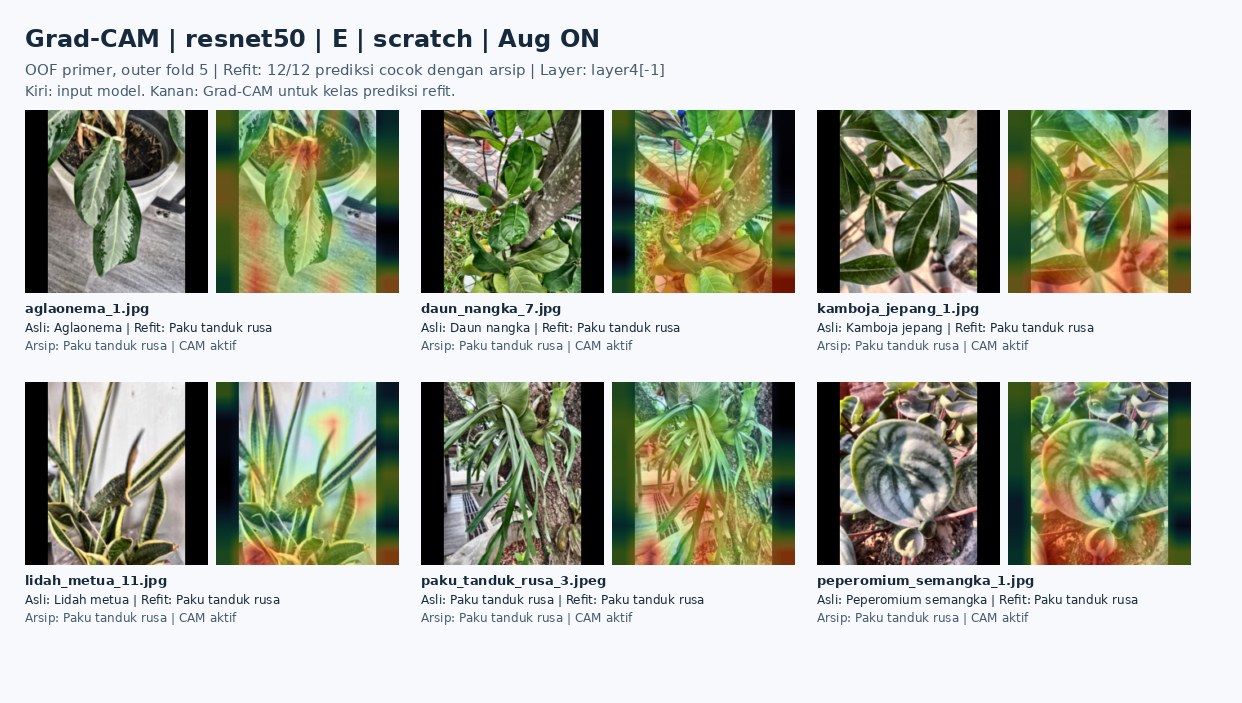 Grad-CAM | resnet50 | E | scratch | Aug ON
OOF primer, outer fold 5 | Refit: 12/12 prediksi cocok dengan arsip | Layer: layer4[-1]
Kiri: input model. Kanan: Grad-CAM untuk kelas prediksi refit.
aglaonema_1.jpg
Asli: Aglaonema | Refit: Paku tanduk rusa
Arsip: Paku tanduk rusa | CAM aktif
daun_nangka_7.jpg
Asli: Daun nangka | Refit: Paku tanduk rusa
Arsip: Paku tanduk rusa | CAM aktif
kamboja_jepang_1.jpg
Asli: Kamboja jepang | Refit: Paku tanduk rusa
Arsip: Paku tanduk rusa | CAM aktif
lidah_metua_11.jpg
Asli: Lidah metua | Refit: Paku tanduk rusa
Arsip: Paku tanduk rusa | CAM aktif
paku_tanduk_rusa_3.jpeg
Asli: Paku tanduk rusa | Refit: Paku tanduk rusa
Arsip: Paku tanduk rusa | CAM aktif
peperomium_semangka_1.jpg
Asli: Peperomium semangka | Refit: Paku tanduk rusa
Arsip: Paku tanduk rusa | CAM aktif